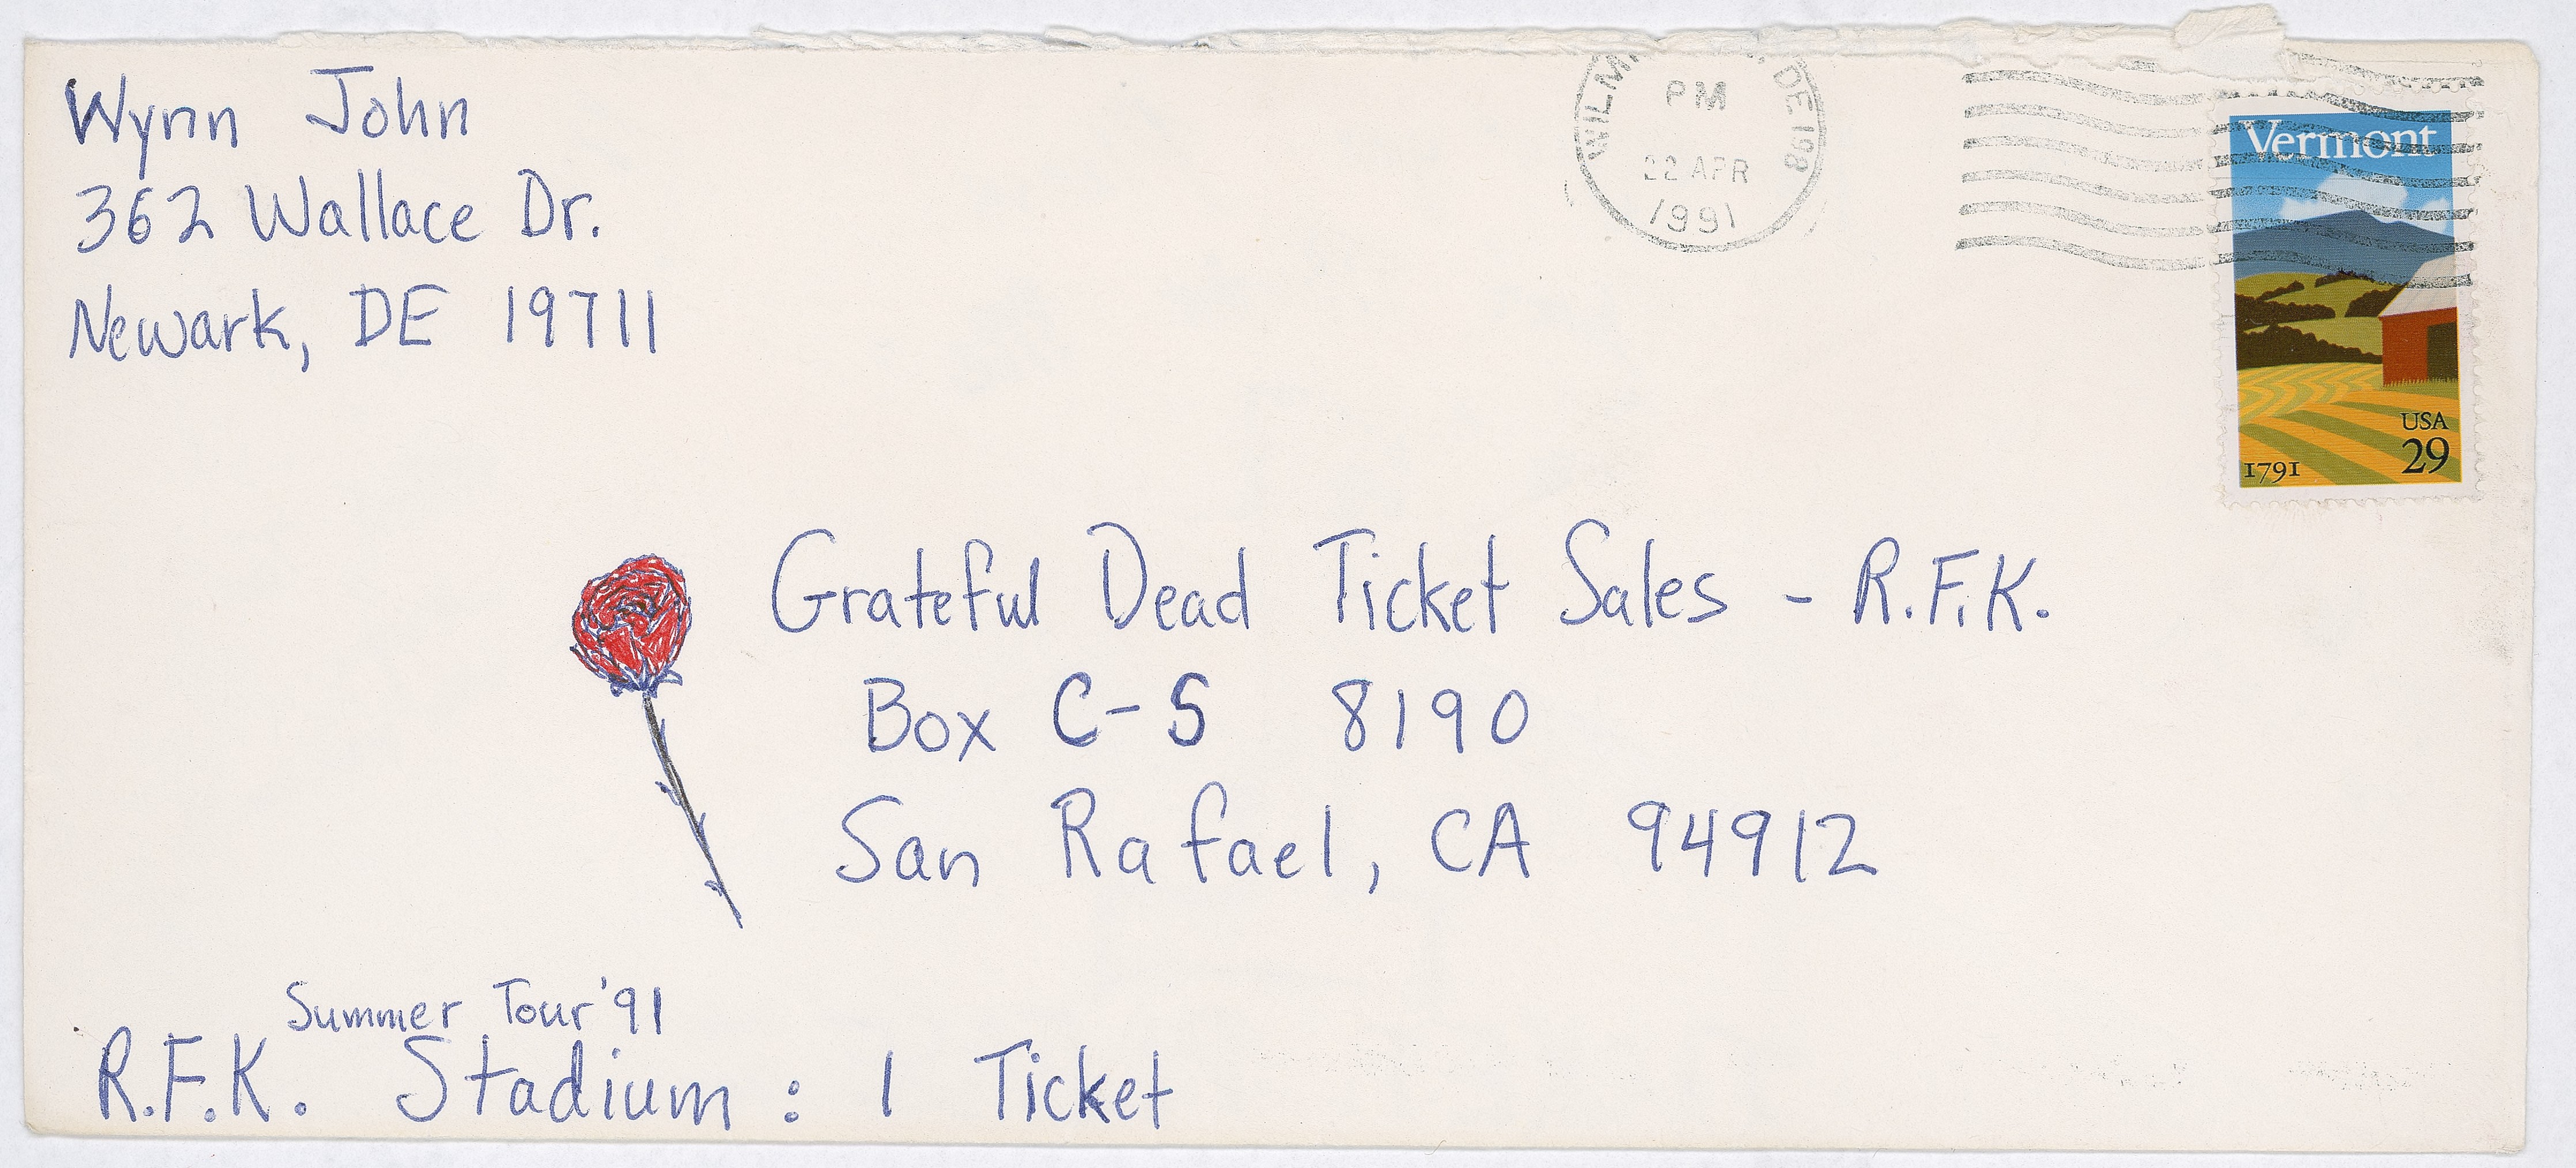 Wynn John
362 Wallace Dr.
Newark, DE 19711
PM
22 APR
1991
DE 198
Vermont
1791
USA
29
Grateful Dead Ticket Sales - R.F.K.
Box C-S 8190
San Rafael, CA 94912
Summer Tour '91
R.F.K. Stadium : 1 Ticket